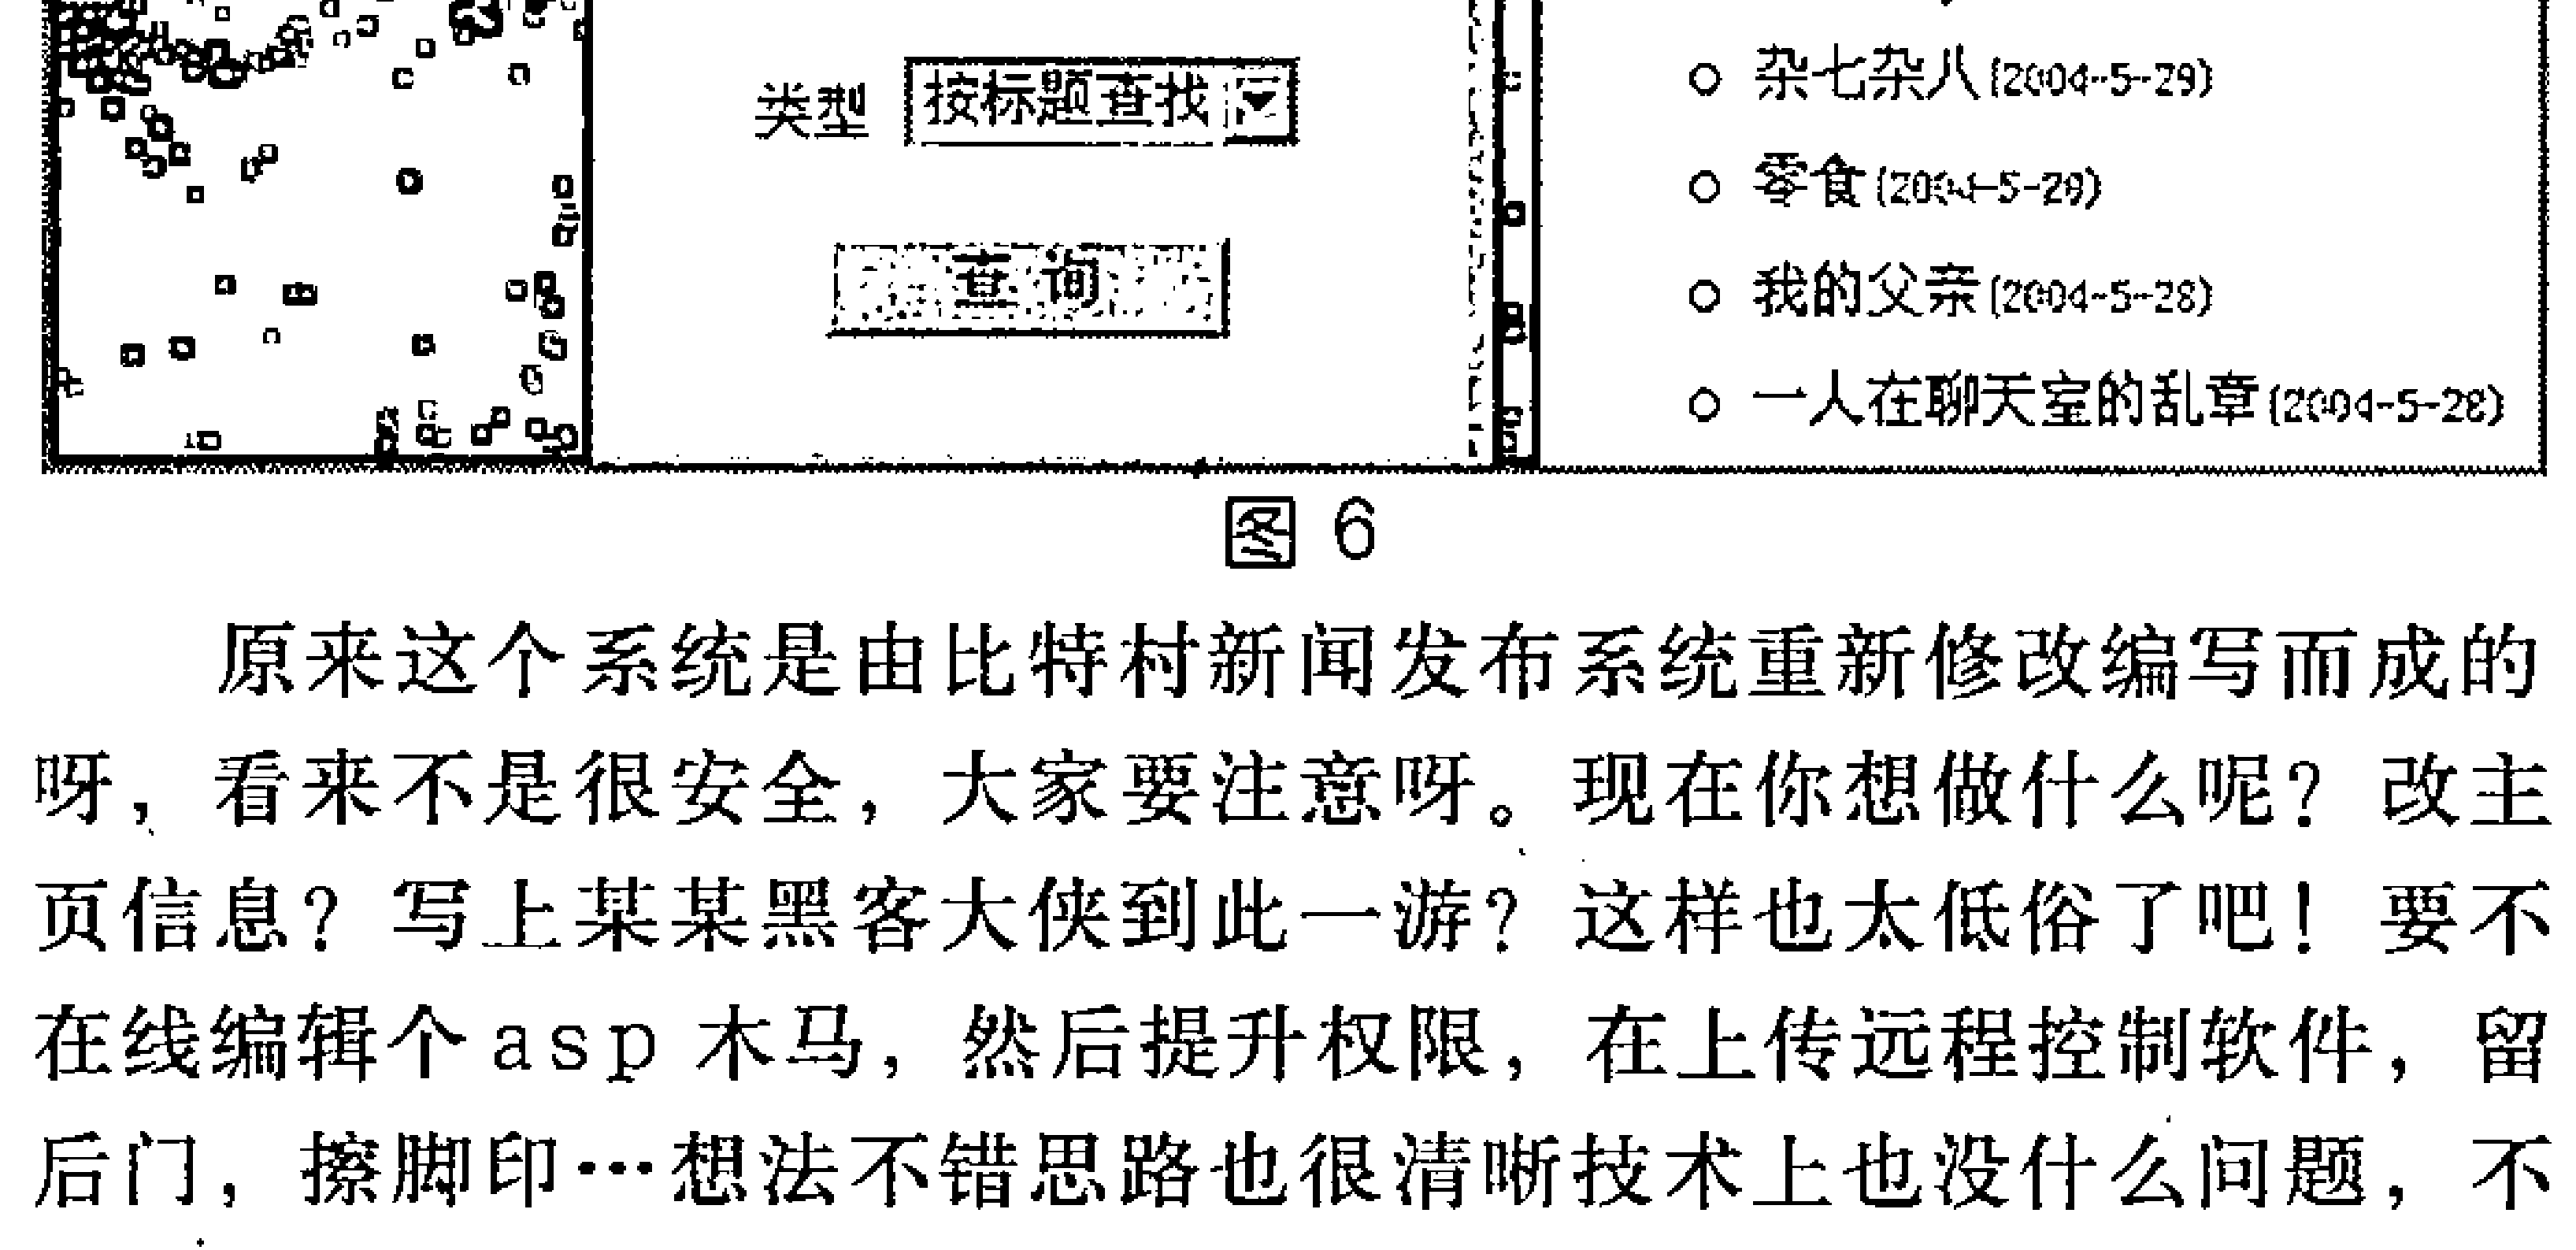 类型 按标题查找
查 询
杂七杂八(2004-5-29)
零食(2004-5-29)
我的父亲(2004-5-28)
一人在聊天室的乱章(2004-5-28)
图 6
原来这个系统是由比特村新闻发布系统重新修改编写而成的
呀，看来不是很安全，大家要注意呀。现在你想做什么呢？改主
页信息？写上某某黑客大侠到此一游？这样也太低俗了吧！要不
在线编辑个asp 木马，然后提升权限，在上传远程控制软件，留
后门，擦脚印…想法不错思路也很清晰技术上也没什么问题，不